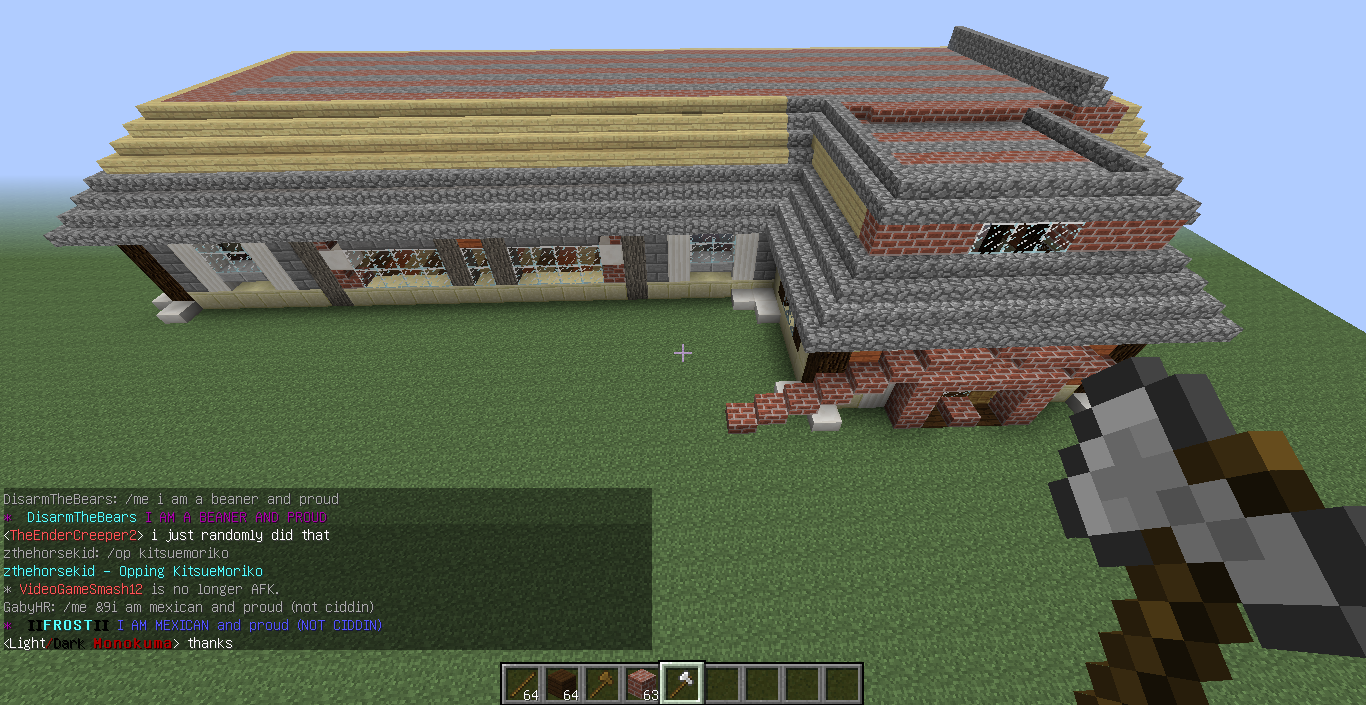 DisarmTheBears: /me i am a beaner and proud
* DisarmTheBears I AM A BEANER AND PROUD
<TheEnderCreeper2> i just randomly did that
zthehorsekid: /op kitsuemoriko
zthehorsekid - Opping KitsueMoriko
* VideoGameSmash12 is no longer AFK.
GabyHR: /me &9i am mexican and proud (not ciddin)
* IIFROSTII I AM MEXICAN and proud (NOT CIDDIN)
<Light/Dark Monokuma> thanks
64 64 63